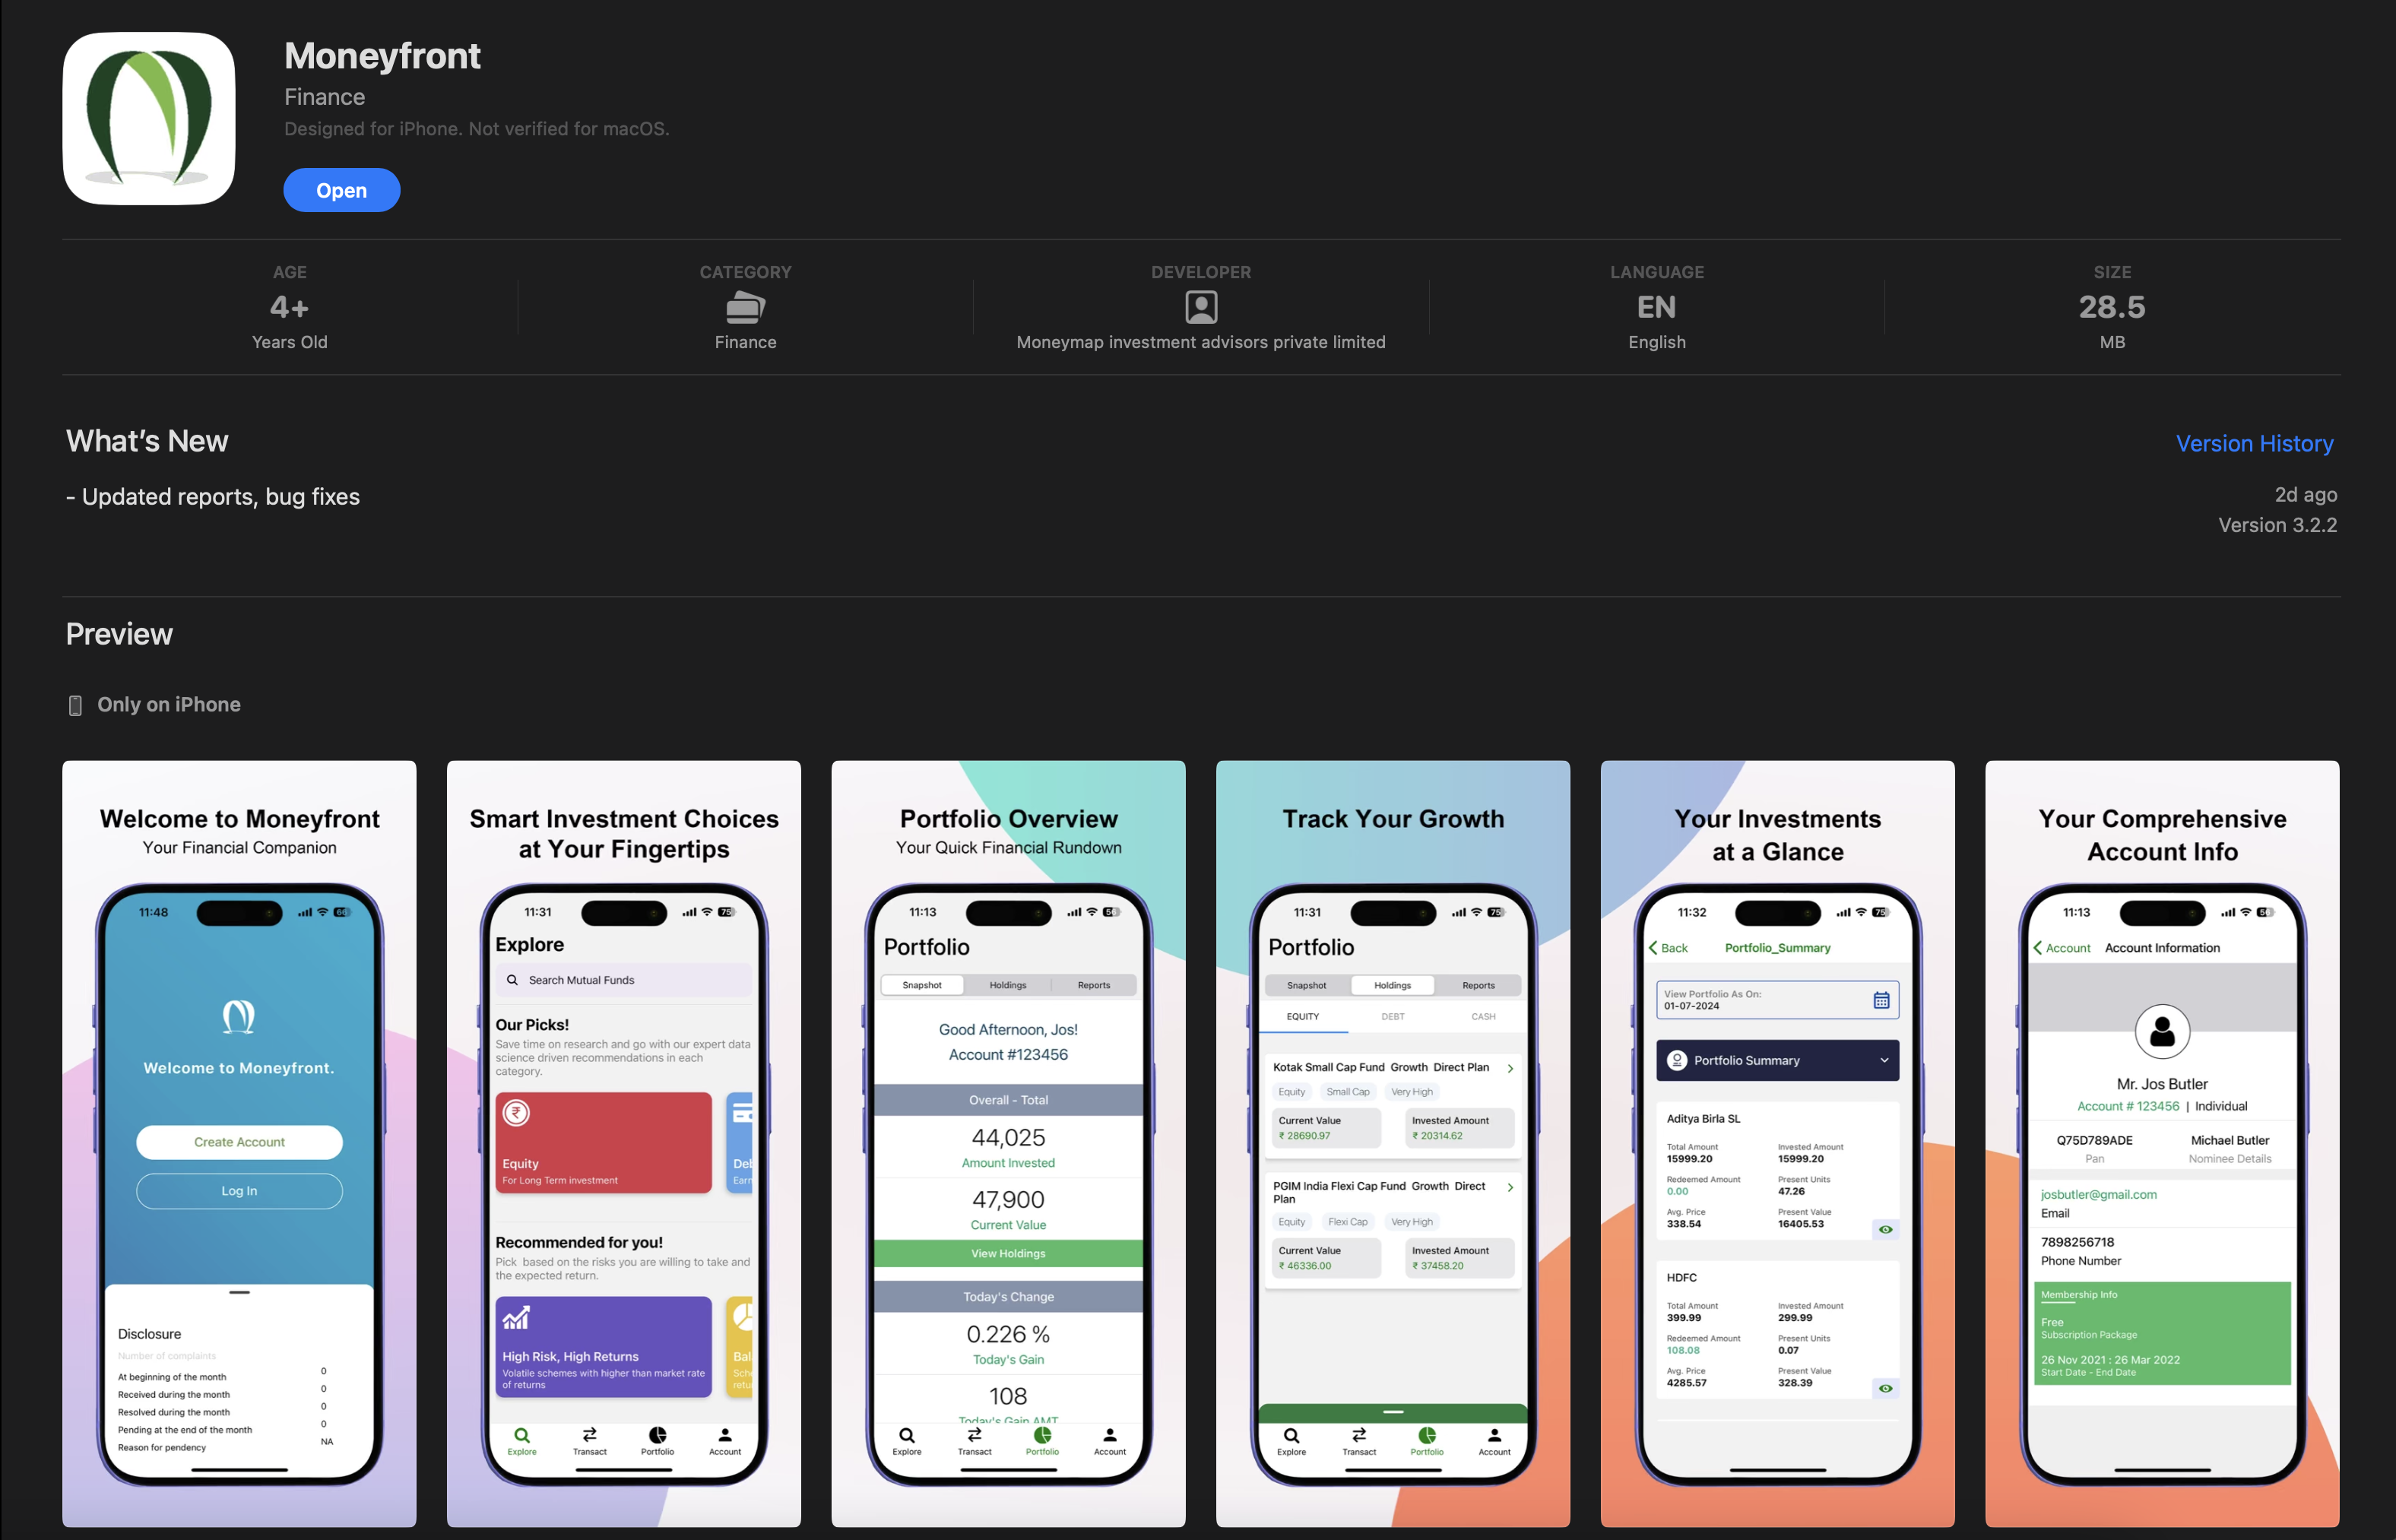 Moneyfront
Finance
Designed for iPhone. Not verified for macOS.
Open
AGE
4+
Years Old
CATEGORY
Finance
DEVELOPER
Moneymap investment advisors private limited
LANGUAGE
EN
English
SIZE
28.5
MB
What's New
Version History
- Updated reports, bug fixes
2d ago
Version 3.2.2
Preview
Only on iPhone
Welcome to Moneyfront
Your Financial Companion
11:48
Welcome to Moneyfront.
Create Account
Log In
Disclosure
Number of complaints
0
At beginning of the month
0
Received during the month
0
Resolved during the month
0
Pending at the end of the month
NA
Reason for pendency
Smart Investment Choices
at Your Fingertips
11:31 75
Explore
Search Mutual Funds
Our Picks!
Save time on research and go with our expert data
science driven recommendations in each
category.
Equity
For Long Term investment
Earn
Recommended for you!
Pick based on the risks you are willing to take and
the expected return.
High Risk, High Returns
Volatile schemes with higher than market rate
of returns
Bal
Explore Transact Portfolio Account
Portfolio Overview
Your Quick Financial Rundown
11:13
Portfolio
Snapshot Holdings Reports
Good Afternoon, Jos!
Account #123456
Overall - Total
44,025
Amount Invested
47,900
Current Value
View Holdings
Today's Change
0.226 %
Today's Gain
108
Today's Gain AMT
Explore Transact Portfolio Account
Track Your Growth
11:31 75
Portfolio
Snapshot Holdings Reports
EQUITY DEBT CASH
Kotak Small Cap Fund Growth Direct Plan
Equity Small Cap Very High
Current Value Invested Amount
₹ 28690.97 ₹ 20314.62
PGIM India Flexi Cap Fund Growth Direct
Plan
Equity Flexi Cap Very High
Current Value Invested Amount
₹ 46336.00 ₹ 37458.20
Explore Transact Portfolio Account
Your Investments
at a Glance
11:32 75
Back Portfolio_Summary
View Portfolio As On:
01-07-2024
Portfolio Summary
Aditya Birla SL
Total Amount Invested Amount
15999.20 15999.20
Redeemed Amount Present Units
0.00 47.26
Avg. Price Present Value
338.54 16405.53
HDFC
Total Amount Invested Amount
399.99 299.99
Redeemed Amount Present Units
108.08 0.07
Avg. Price Present Value
4285.57 328.39
Your Comprehensive
Account Info
11:13
Account Account Information
Mr. Jos Butler
Account # 123456 | Individual
Q75D789ADE Michael Butler
Pan Nominee Details
josbutler@gmail.com
Email
7898256718
Phone Number
Membership Info
Free
Subscription Package
26 Nov 2021 : 26 Mar 2022
Start Date - End Date